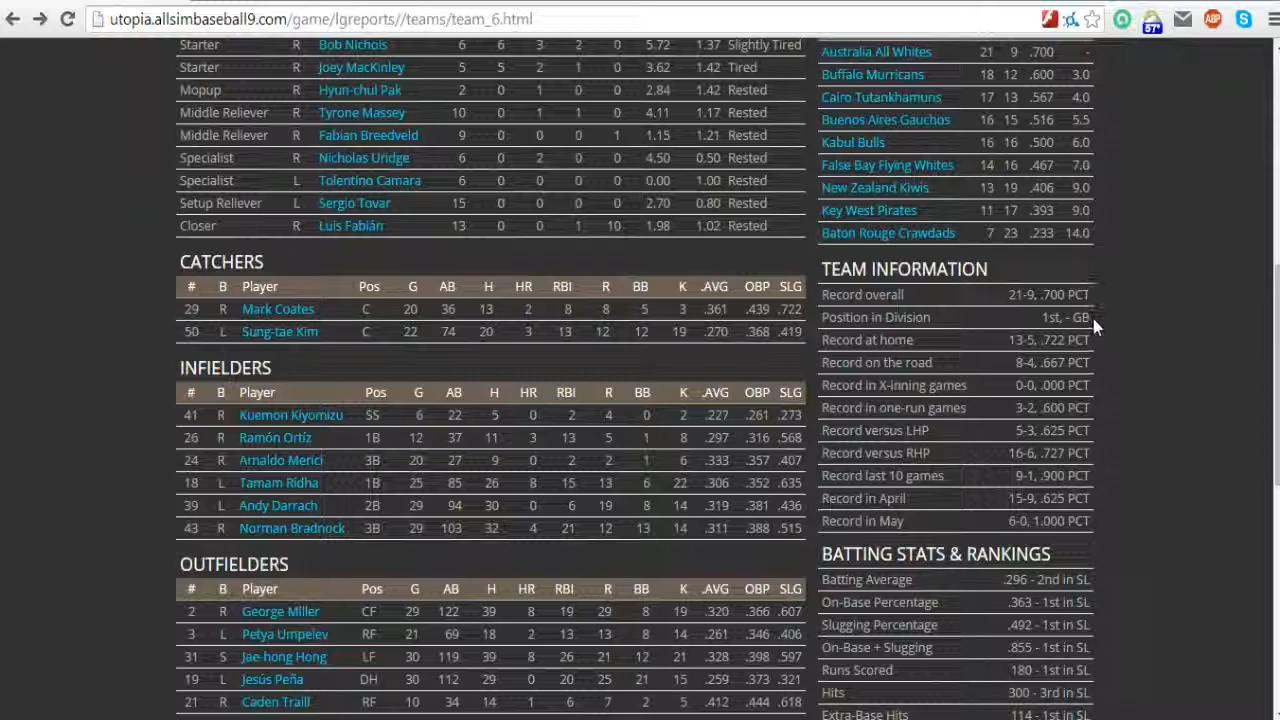 utopia.allsimbaseball9.com/game/lgreports//teams/team_6.html
57°
ABP
Starter R Bob Nichols 6 6 3 2 0 5.72 1.37 Slightly Tired
Starter R Joey MacKinley 5 5 2 1 0 3.62 1.42 Tired
Mopup R Hyun-chul Pak 2 0 1 0 0 2.84 1.42 Rested
Middle Reliever R Tyrone Massey 10 0 1 1 0 4.11 1.17 Rested
Middle Reliever R Fabian Breedveld 9 0 0 0 1 1.15 1.21 Rested
Specialist R Nicholas Uridge 6 0 2 0 0 4.50 0.50 Rested
Specialist L Tolentino Camara 6 0 0 0 0 0.00 1.00 Rested
Setup Reliever L Sergio Tovar 15 0 0 0 0 2.70 0.80 Rested
Closer R Luis Fabián 13 0 0 1 10 1.98 1.02 Rested
CATCHERS
# B Player Pos G AB H HR RBI R BB K .AVG OBP SLG
29 R Mark Coates C 20 36 13 2 8 8 5 3 .361 .439 .722
50 L Sung-tae Kim C 22 74 20 3 13 12 12 19 .270 .368 .419
INFIELDERS
# B Player Pos G AB H HR RBI R BB K .AVG OBP SLG
41 R Kuemon Kiyomizu SS 6 22 5 0 2 4 0 2 .227 .261 .273
26 R Ramón Ortíz 1B 12 37 11 3 13 5 1 8 .297 .316 .568
24 R Arnaldo Merici 3B 20 27 9 0 2 2 1 6 .333 .357 .407
18 L Tamam Ridha 1B 25 85 26 8 15 13 6 22 .306 .352 .635
39 L Andy Darrach 2B 29 94 30 0 6 19 8 14 .319 .381 .436
43 R Norman Bradnock 3B 29 103 32 4 21 12 13 14 .311 .388 .515
OUTFIELDERS
# B Player Pos G AB H HR RBI R BB K .AVG OBP SLG
2 R George Miller CF 29 122 39 8 19 29 8 19 .320 .366 .607
3 L Petya Umpelev RF 21 69 18 2 13 13 8 14 .261 .346 .406
31 S Jae-hong Hong LF 30 119 39 8 26 21 12 21 .328 .398 .597
19 L Jesús Peña DH 30 112 29 0 20 25 21 15 .259 .373 .321
21 R Caden Traill RF 10 34 14 1 6 7 2 5 .412 .444 .618
Australia All Whites 21 9 .700 -
Buffalo Murricans 18 12 .600 3.0
Cairo Tutankhamuns 17 13 .567 4.0
Buenos Aires Gauchos 16 15 .516 5.5
Kabul Bulls 16 16 .500 6.0
False Bay Flying Whites 14 16 .467 7.0
New Zealand Kiwis 13 19 .406 9.0
Key West Pirates 11 17 .393 9.0
Baton Rouge Crawdads 7 23 .233 14.0
TEAM INFORMATION
Record overall 21-9, .700 PCT
Position in Division 1st, - GB
Record at home 13-5, .722 PCT
Record on the road 8-4, .667 PCT
Record in X-inning games 0-0, .000 PCT
Record in one-run games 3-2, .600 PCT
Record versus LHP 5-3, .625 PCT
Record versus RHP 16-6, .727 PCT
Record last 10 games 9-1, .900 PCT
Record in April 15-9, .625 PCT
Record in May 6-0, 1.000 PCT
BATTING STATS & RANKINGS
Batting Average .296 - 2nd in SL
On-Base Percentage .363 - 1st in SL
Slugging Percentage .492 - 1st in SL
On-Base + Slugging .855 - 1st in SL
Runs Scored 180 - 1st in SL
Hits 300 - 3rd in SL
Extra-Base Hits 114 - 1st in SL